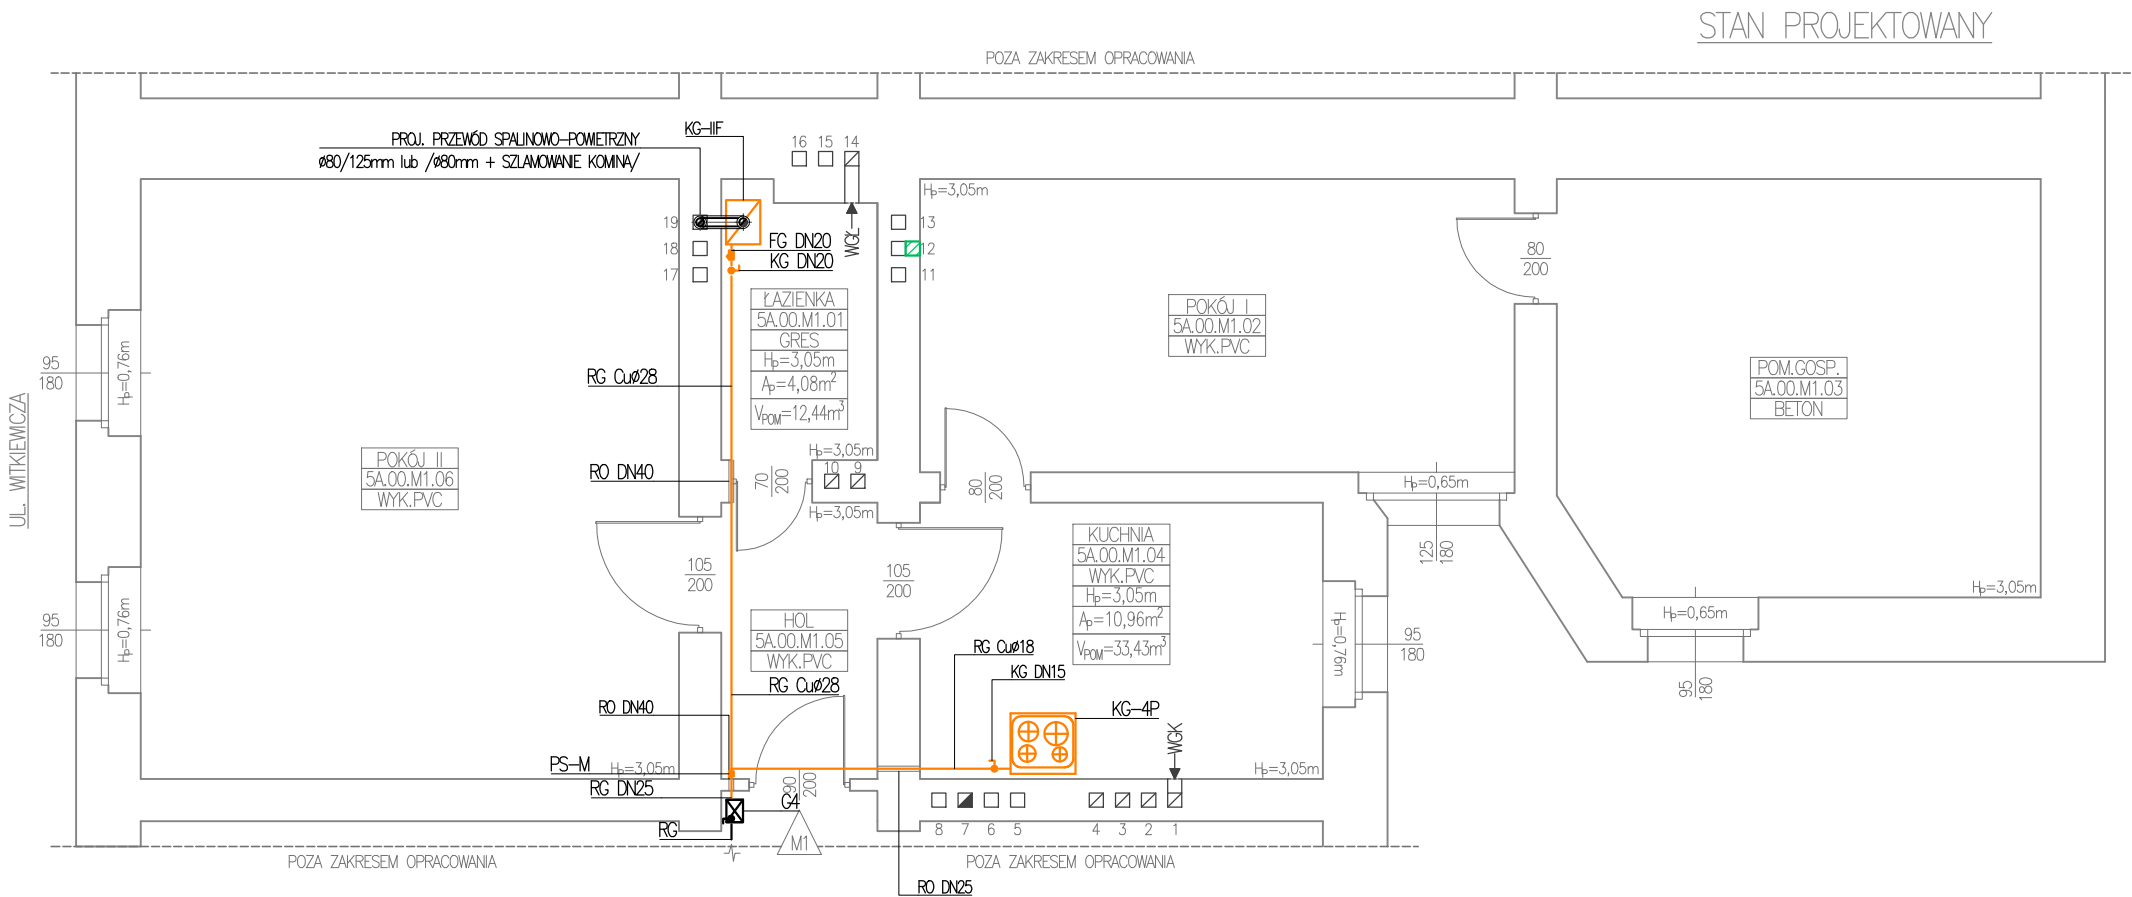 STAN PROJEKTOWANY
POZA ZAKRESEM OPRACOWANIA
PROJ. PRZEWÓD SPALINOWO-POWIETRZNY
Ø80/125mm lub /Ø80mm + SZLAMOWANIE KOMINA/
KG-IIF
16
15
14
Hp=3,05m
19
18
17
13
12
11
WGŁ
FG DN20
KG DN20
80
200
ŁAZIENKA
5A.00.M1.01
GRES
Hp=3,05m
Ap=4,08m²
VPOM=12,44m³
POKÓJ I
5A.00.M1.02
WYK.PVC
POM.GOSP.
5A.00.M1.03
BETON
95
180
Hp=0,76m
RG CuØ28
UL. WITKIEWICZA
POKÓJ II
5A.00.M1.06
WYK.PVC
RO DN40
Hp=3,05m
10
9
70
200
Hp=3,05m
80
200
Hp=0,65m
125
180
KUCHNIA
5A.00.M1.04
WYK.PVC
Hp=3,05m
Ap=10,96m²
VPOM=33,43m³
105
200
105
200
95
180
Hp=0,76m
HOL
5A.00.M1.05
WYK.PVC
Hp=3,05m
Hp=0,65m
95
180
Hp=0,76m
95
180
RG CuØ18
KG DN15
RG CuØ28
RO DN40
KG-4P
WGK
PS-M
Hp=3,05m
Hp=3,05m
RG DN25
90
200
G4
RG
M1
8
7
6
5
4
3
2
1
POZA ZAKRESEM OPRACOWANIA
POZA ZAKRESEM OPRACOWANIA
RO DN25